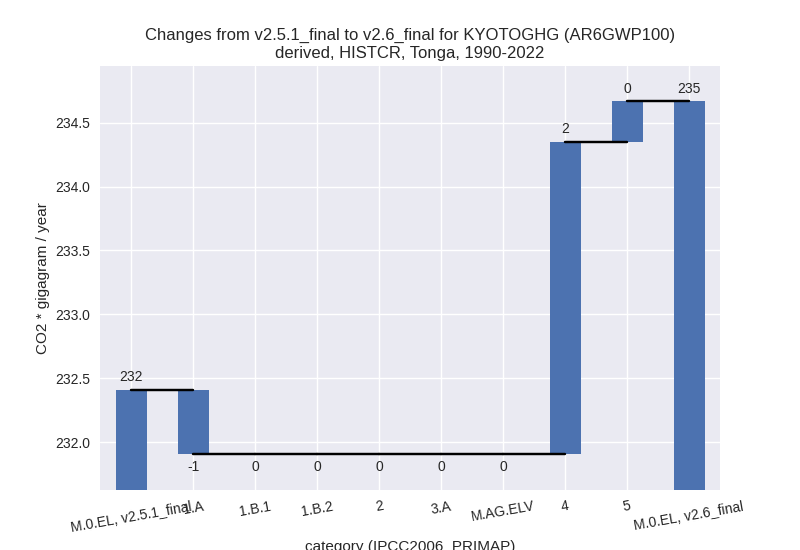 Changes from v2.5.1_final to v2.6_final for KYOTOGHG (AR6GWP100)
derived, HISTCR, Tonga, 1990-2022
CO2 * gigagram / year
234.5
234.0
233.5
233.0
232.5
232.0
232
-1
0
0
0
0
0
2
0
235
M.0.EL, v2.5.1_final
1.A
1.B.1
1.B.2
2
3.A
M.AG.ELV
4
5
M.0.EL, v2.6_final
category (IPCC2006_PRIMAP)